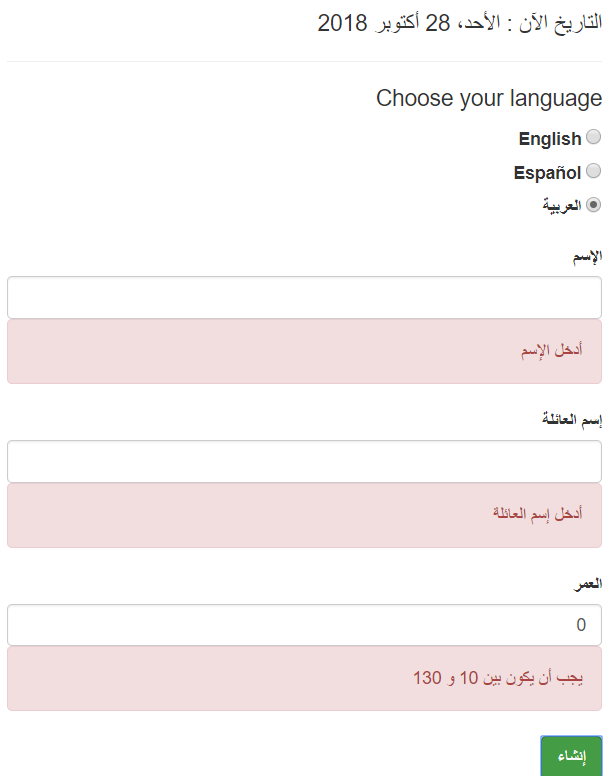 التاريخ الآن : الأحد، 28 أكتوبر 2018
Choose your language
English
Español
العربية
الإسم
أدخل الإسم
إسم العائلة
أدخل إسم العائلة
العمر
0
يجب أن يكون بين 10 و 130
إنشاء